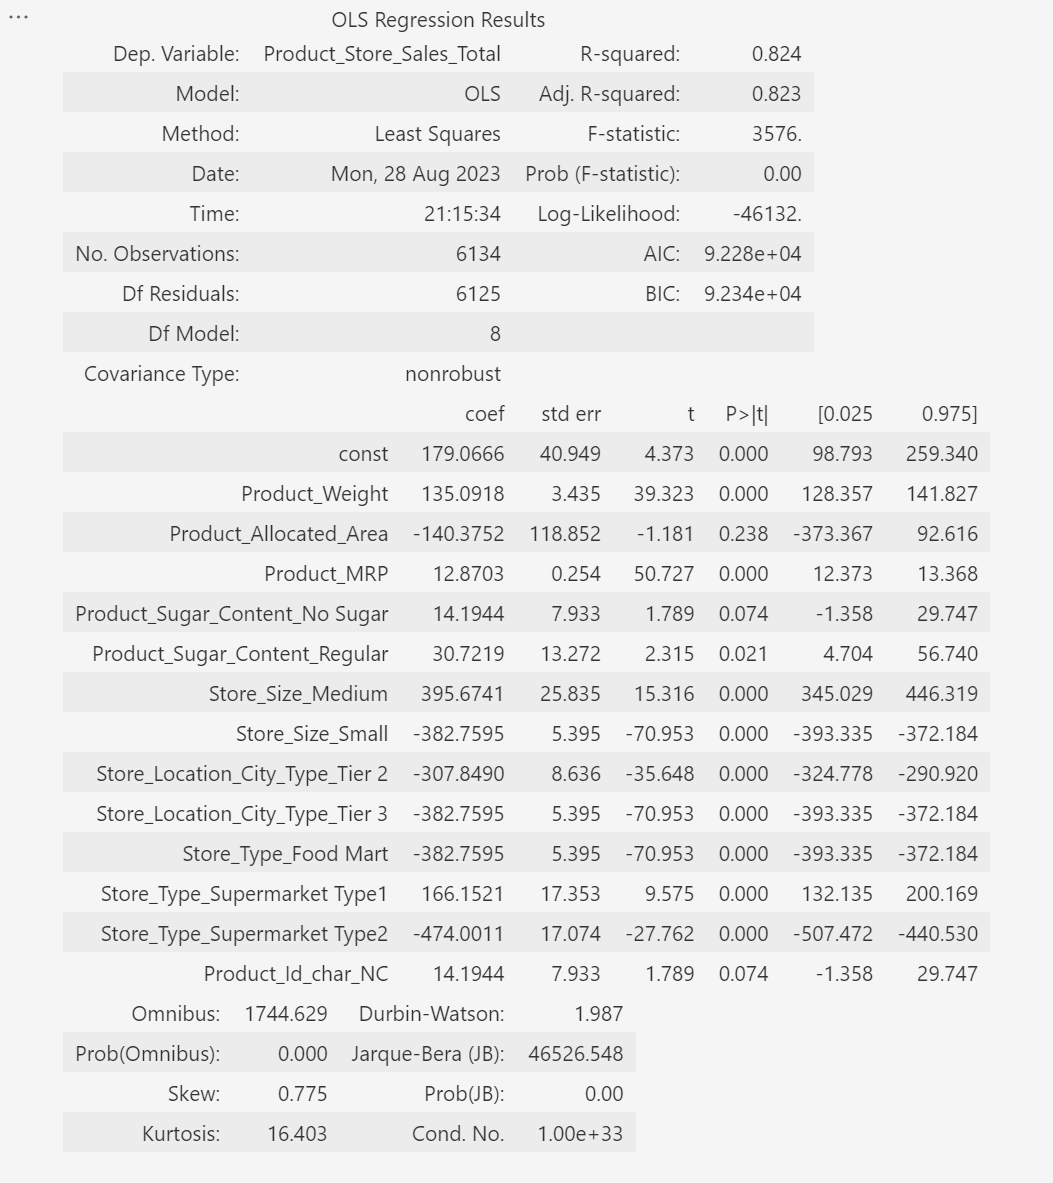 ...
OLS Regression Results
Dep. Variable: Product_Store_Sales_Total R-squared: 0.824
Model: OLS Adj. R-squared: 0.823
Method: Least Squares F-statistic: 3576.
Date: Mon, 28 Aug 2023 Prob (F-statistic): 0.00
Time: 21:15:34 Log-Likelihood: -46132.
No. Observations: 6134 AIC: 9.228e+04
Df Residuals: 6125 BIC: 9.234e+04
Df Model: 8
Covariance Type: nonrobust
coef std err t P>|t| [0.025 0.975]
const 179.0666 40.949 4.373 0.000 98.793 259.340
Product_Weight 135.0918 3.435 39.323 0.000 128.357 141.827
Product_Allocated_Area -140.3752 118.852 -1.181 0.238 -373.367 92.616
Product_MRP 12.8703 0.254 50.727 0.000 12.373 13.368
Product_Sugar_Content_No Sugar 14.1944 7.933 1.789 0.074 -1.358 29.747
Product_Sugar_Content_Regular 30.7219 13.272 2.315 0.021 4.704 56.740
Store_Size_Medium 395.6741 25.835 15.316 0.000 345.029 446.319
Store_Size_Small -382.7595 5.395 -70.953 0.000 -393.335 -372.184
Store_Location_City_Type_Tier 2 -307.8490 8.636 -35.648 0.000 -324.778 -290.920
Store_Location_City_Type_Tier 3 -382.7595 5.395 -70.953 0.000 -393.335 -372.184
Store_Type_Food Mart -382.7595 5.395 -70.953 0.000 -393.335 -372.184
Store_Type_Supermarket Type1 166.1521 17.353 9.575 0.000 132.135 200.169
Store_Type_Supermarket Type2 -474.0011 17.074 -27.762 0.000 -507.472 -440.530
Product_Id_char_NC 14.1944 7.933 1.789 0.074 -1.358 29.747
Omnibus: 1744.629 Durbin-Watson: 1.987
Prob(Omnibus): 0.000 Jarque-Bera (JB): 46526.548
Skew: 0.775 Prob(JB): 0.00
Kurtosis: 16.403 Cond. No. 1.00e+33